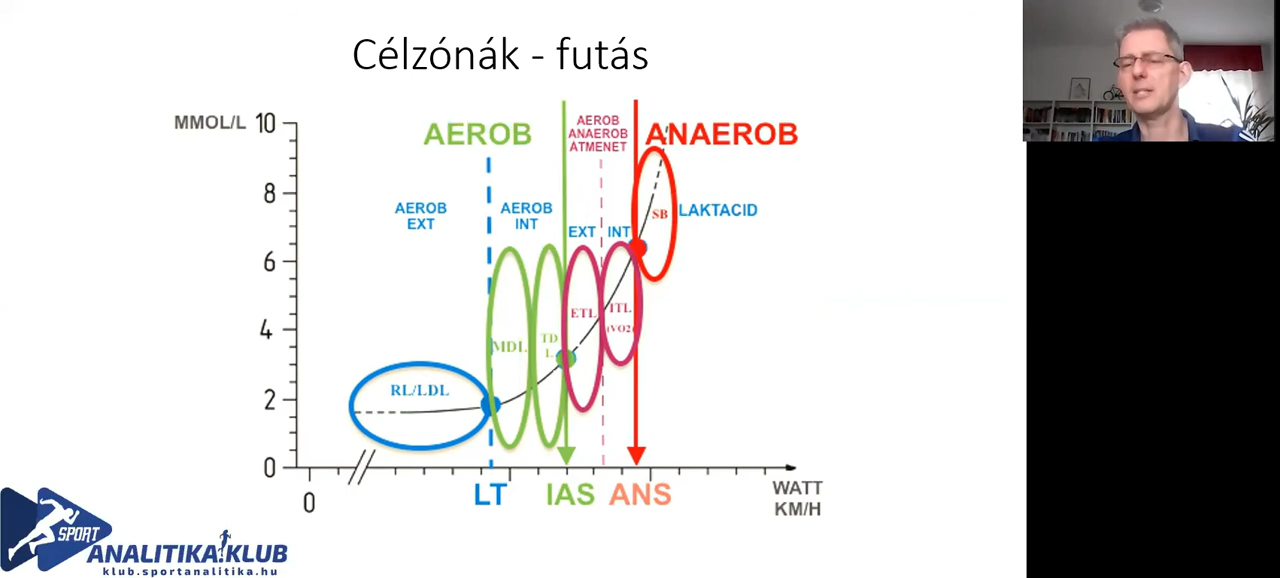 Célzónák - futás
MMOL/L
10
8
6
4
2
0
0
AEROB
AEROB
ANAEROB
ÁTMENET
ANAEROB
AEROB
EXT
AEROB
INT
EXT
INT
LAKTACID
SB
RL/LDL
MDL
TD
L
ETL
ITL
(VO2)
LT
IAS
ANS
WATT
KM/H
SPORT
ANALITIKA KLUB
klub.sportanalitika.hu